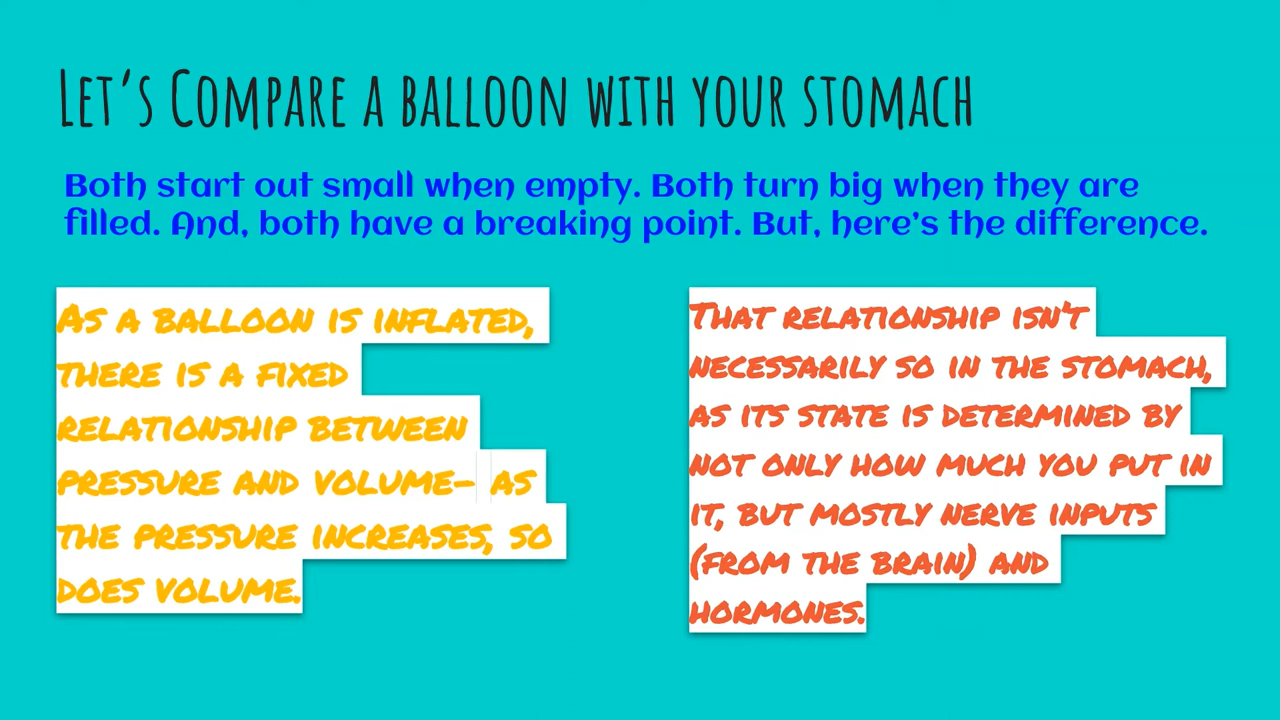 Let's Compare a balloon with your stomach
Both start out small when empty. Both turn big when they are
filled. And, both have a breaking point. But, here's the difference.
As a balloon is inflated,
there is a fixed
relationship between
pressure and volume- as
the pressure increases, so
does volume.
That relationship isn't
necessarily so in the stomach,
as its state is determined by
not only how much you put in
it, but mostly nerve inputs
(from the brain) and
hormones.